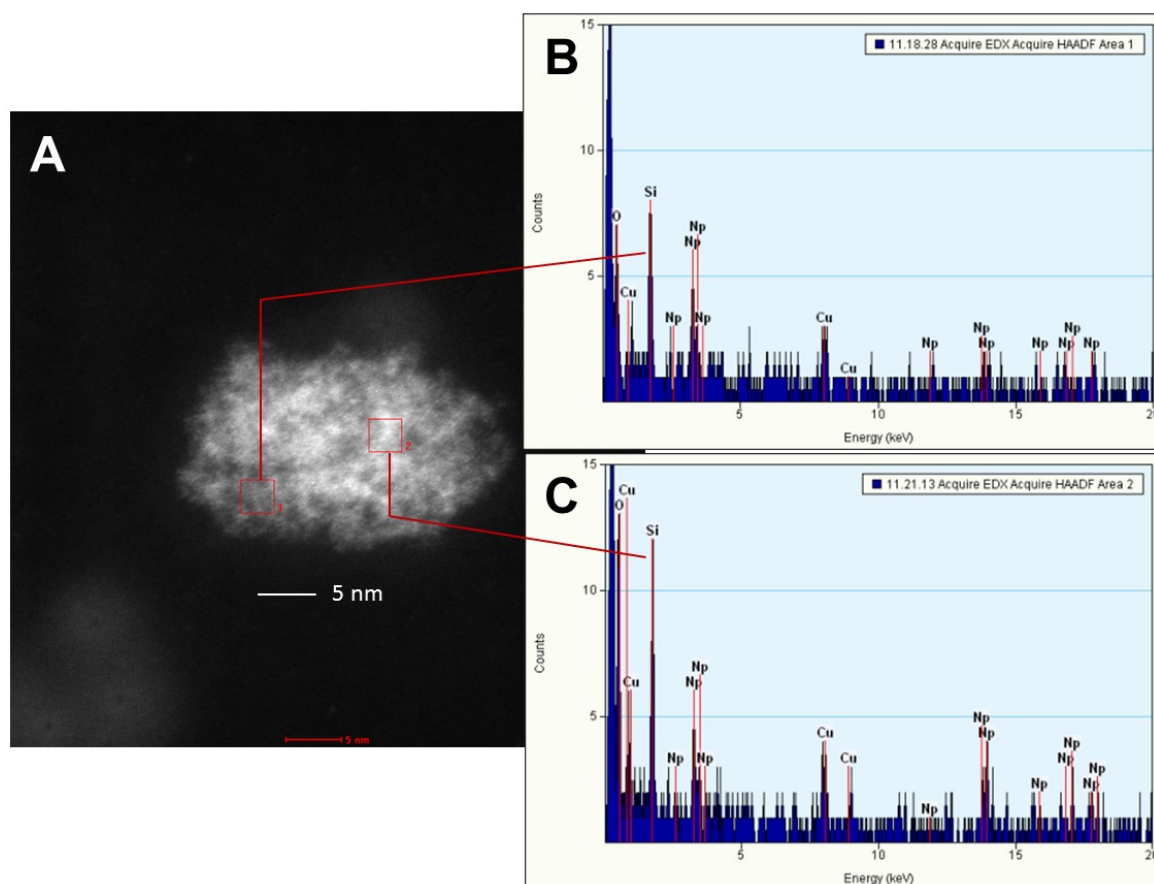 A
1
2
5 nm
5 nm
B
15
11.18.28 Acquire EDX Acquire HAADF Area 1
10
5
Counts
O
Cu
Si
Np
Np
Np
Np
Cu
Cu
Np
Np
Np
Np
Np
Np
Np
5
10
15
20
Energy (keV)
C
15
11.21.13 Acquire EDX Acquire HAADF Area 2
10
5
Counts
Cu
O
Cu
Si
Np
Np
Np
Np
Cu
Cu
Np
Np
Np
Np
Np
Np
Np
Np
5
10
15
20
Energy (keV)